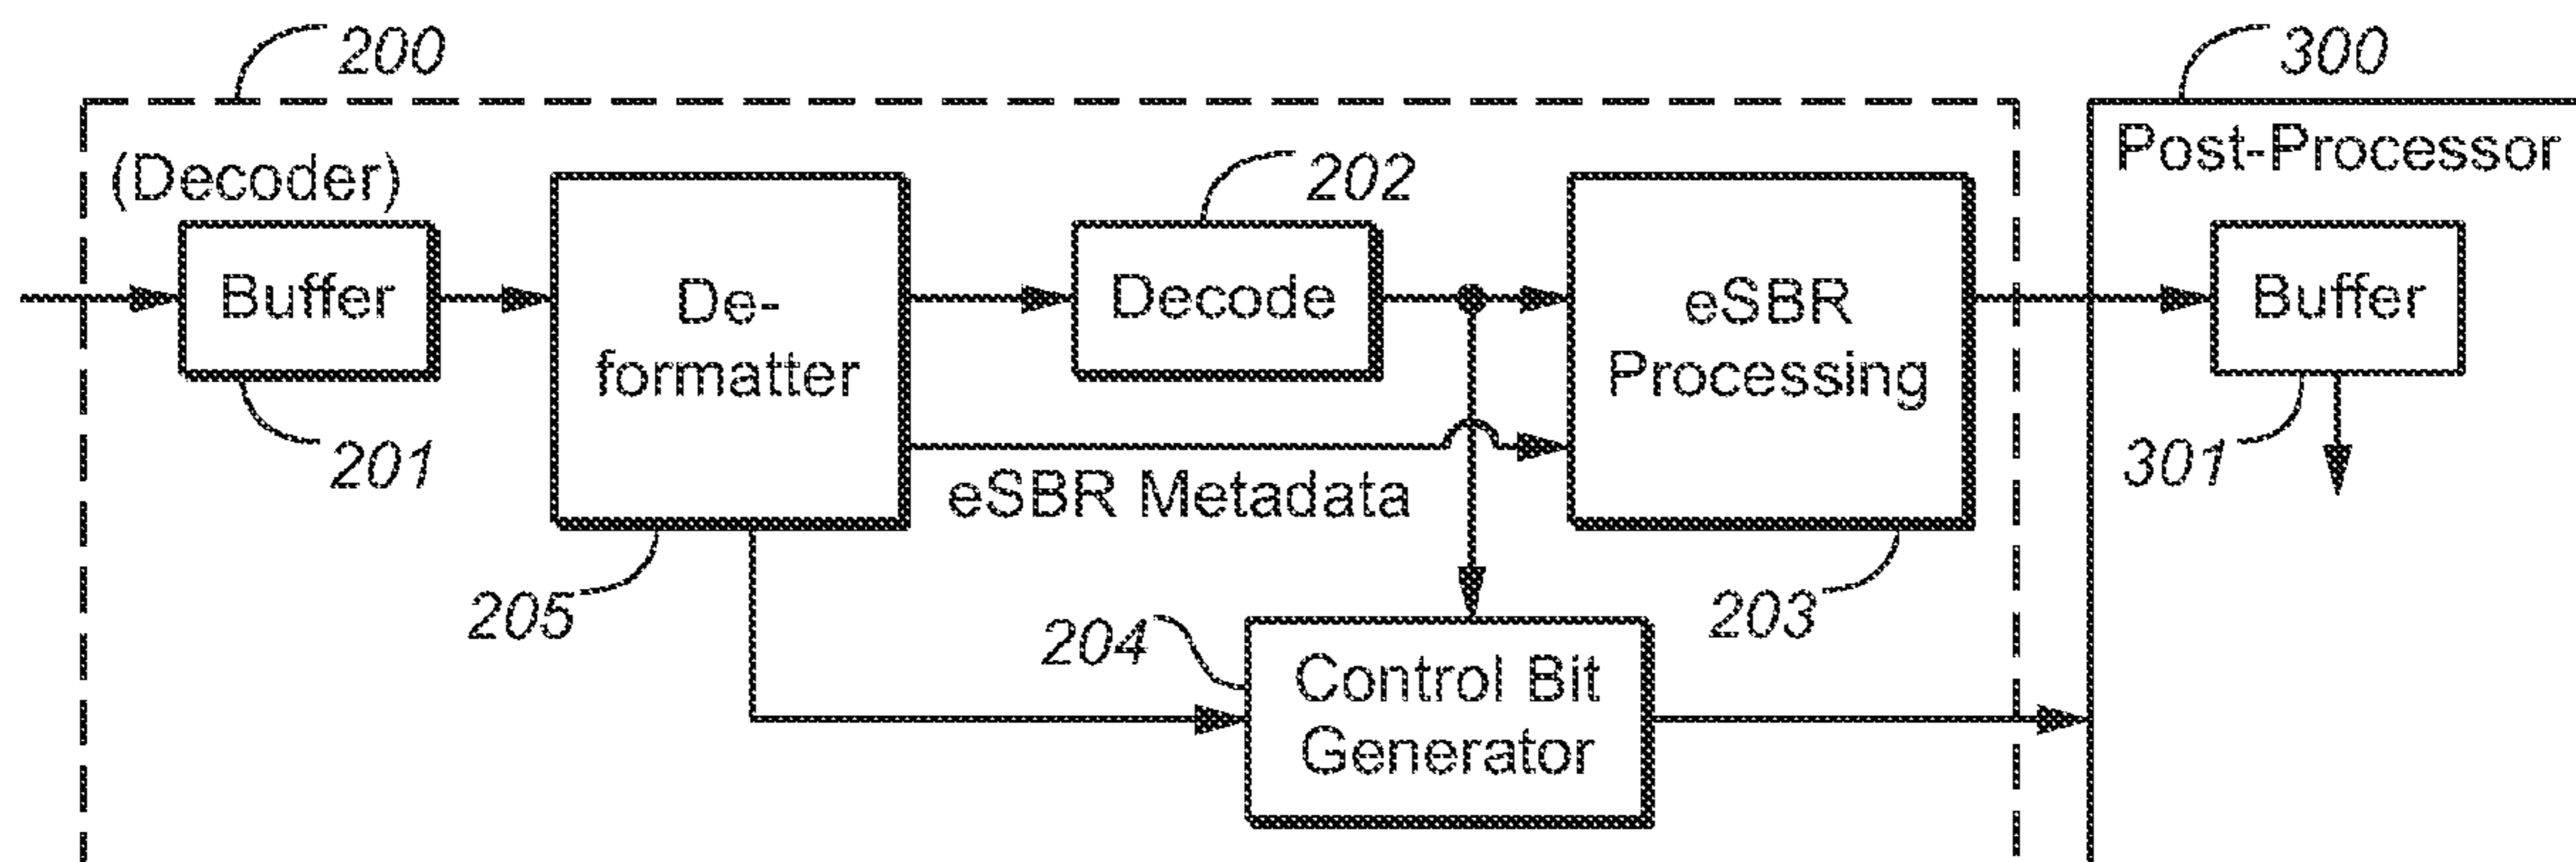 200
300
(Decoder)
Post-Processor
202
Buffer
De-
formatter
Decode
eSBR
Processing
Buffer
201
eSBR Metadata
301
205
204
203
Control Bit
Generator